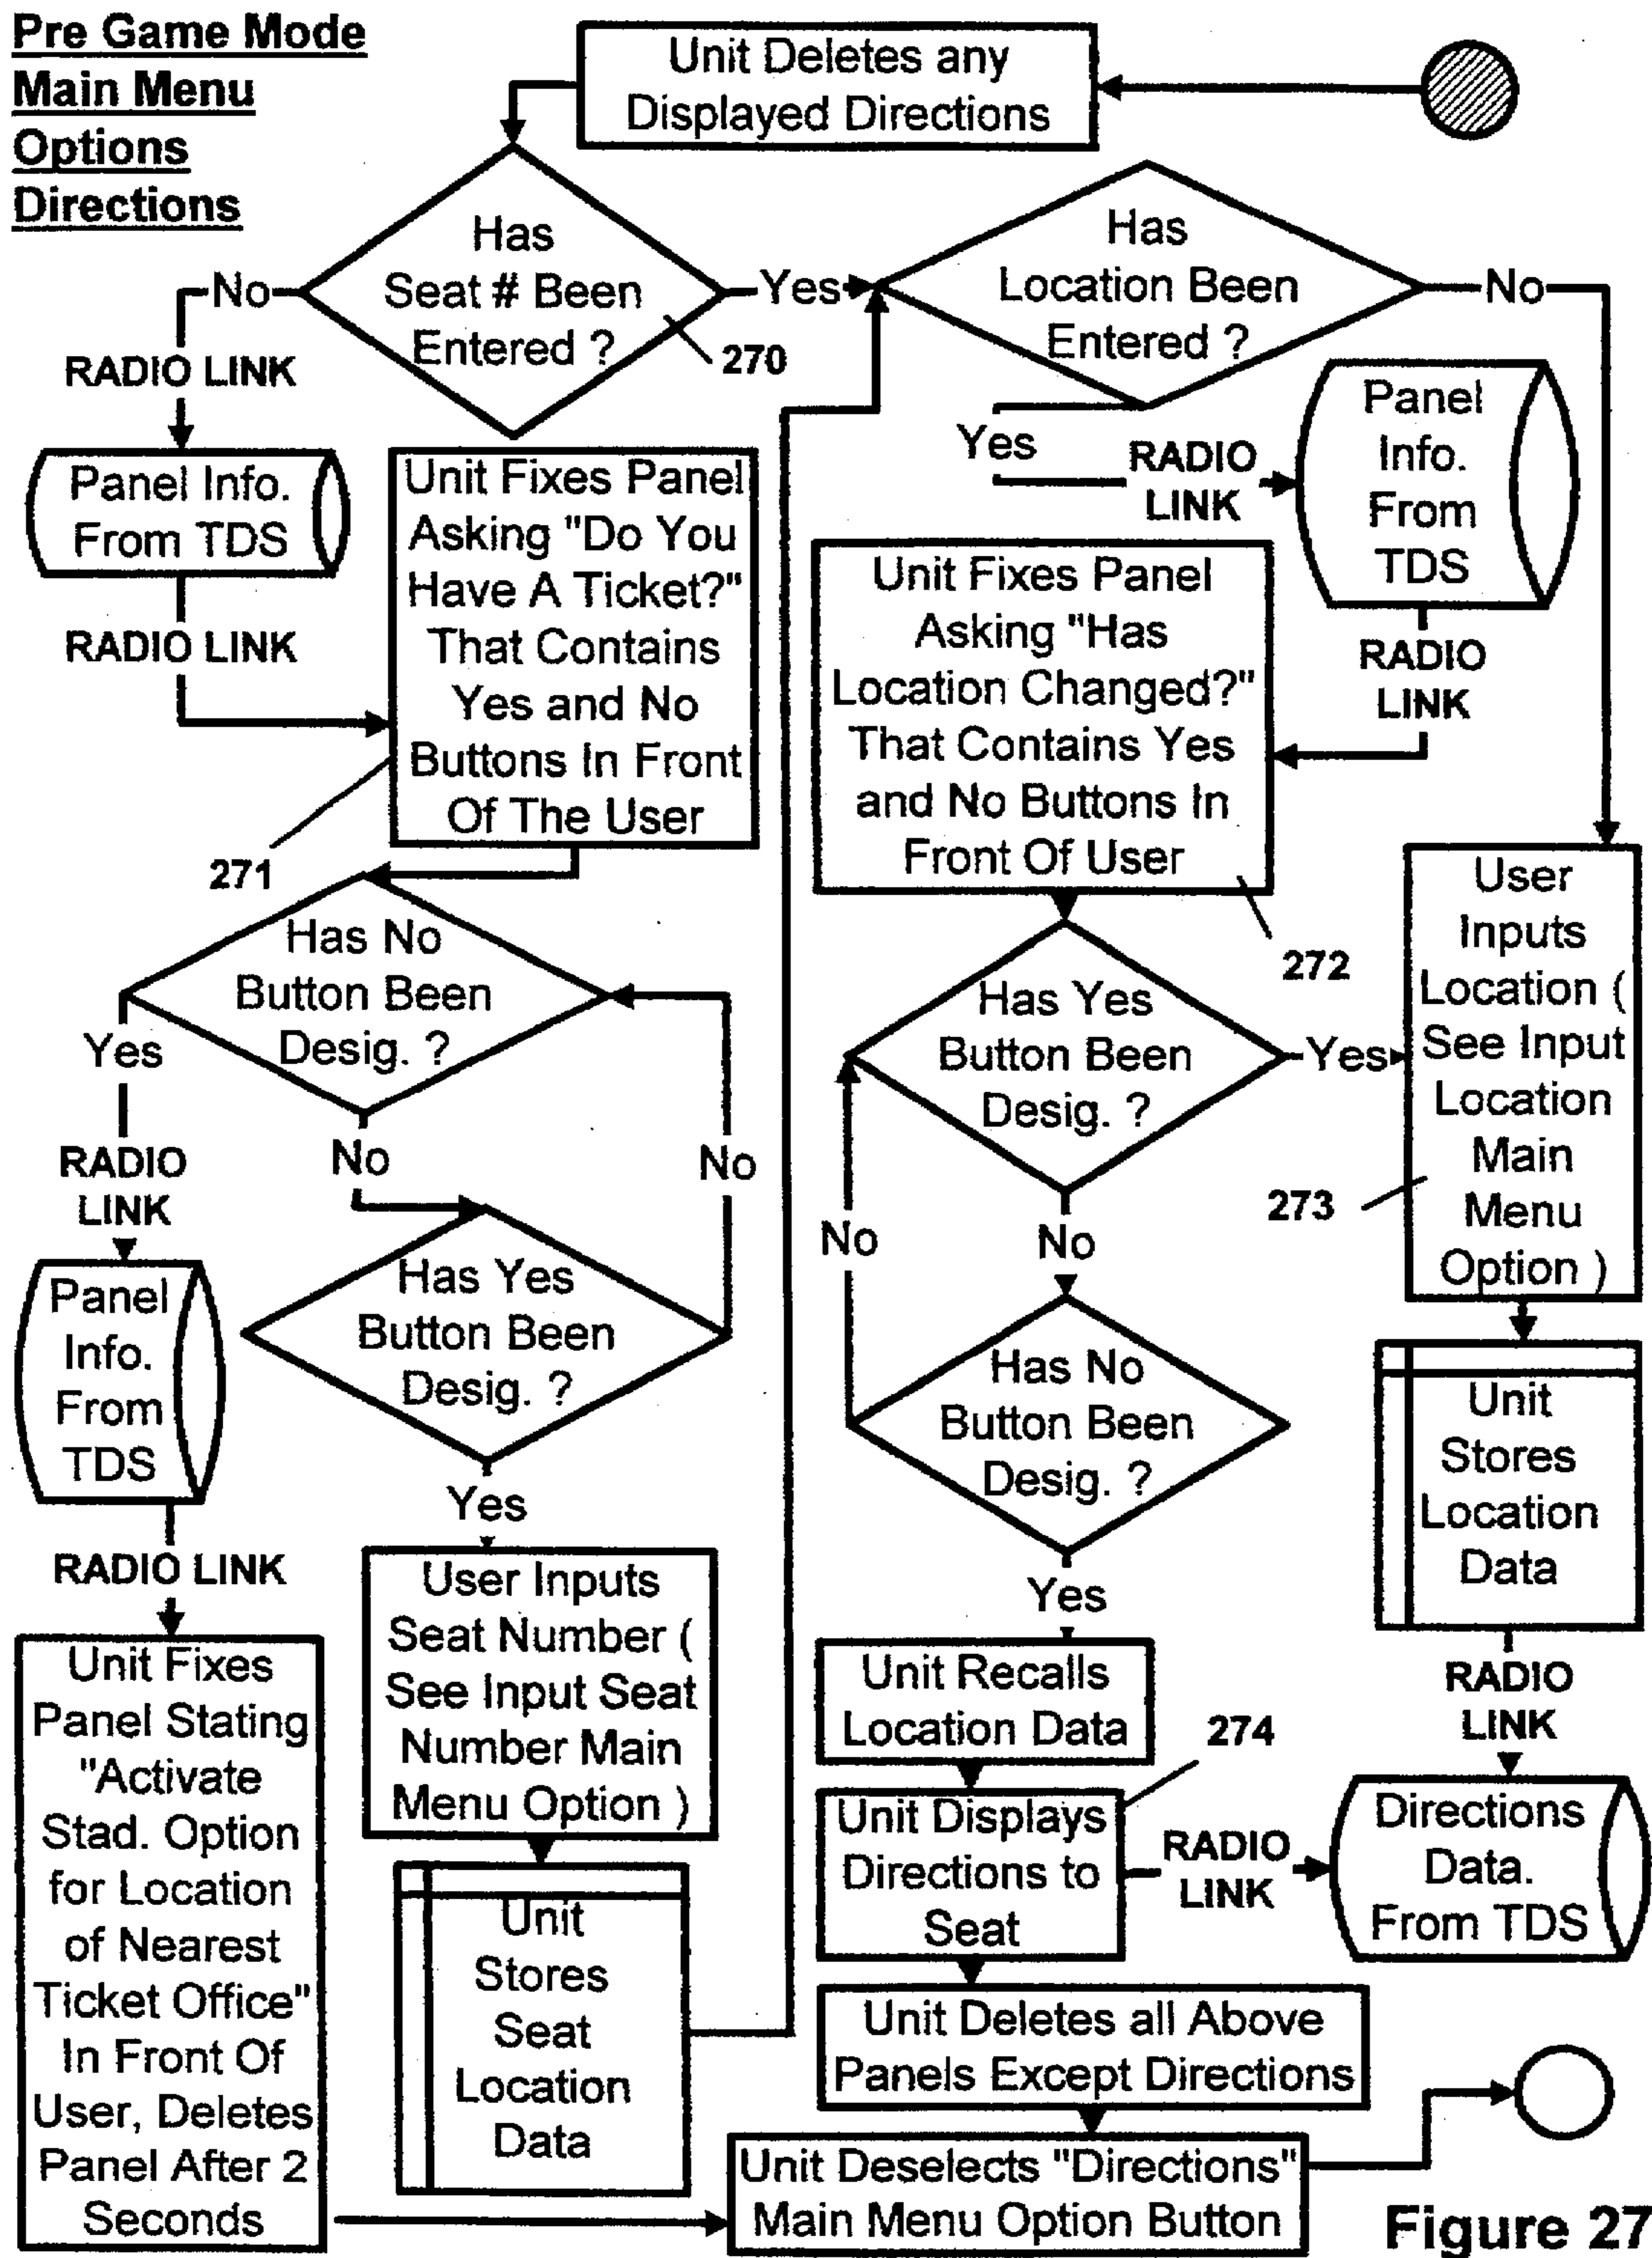 Pre Game Mode
Main Menu
Options
Directions
Unit Deletes any
Displayed Directions
Has
Seat # Been
Entered ?
270
No
Yes
Has
Location Been
Entered ?
No
Yes
RADIO LINK
Panel Info.
From TDS
RADIO LINK
Unit Fixes Panel
Asking "Do You
Have A Ticket?"
That Contains
Yes and No
Buttons In Front
Of The User
271
RADIO
LINK
Panel
Info.
From
TDS
RADIO
LINK
Unit Fixes Panel
Asking "Has
Location Changed?"
That Contains Yes
and No Buttons In
Front Of User
272
Has No
Button Been
Desig. ?
Yes
No
No
RADIO
LINK
Panel
Info.
From
TDS
RADIO LINK
Has Yes
Button Been
Desig. ?
Yes
Has Yes
Button Been
Desig. ?
Yes
No
No
Has No
Button Been
Desig. ?
Yes
User
Inputs
Location (
See Input
Location
Main
Menu
Option )
273
Unit
Stores
Location
Data
RADIO
LINK
Unit Fixes
Panel Stating
"Activate
Stad. Option
for Location
of Nearest
Ticket Office"
In Front Of
User, Deletes
Panel After 2
Seconds
User Inputs
Seat Number (
See Input Seat
Number Main
Menu Option )
Unit
Stores
Seat
Location
Data
Unit Recalls
Location Data
274
Unit Displays
Directions to
Seat
RADIO
LINK
Directions
Data.
From TDS
Unit Deletes all Above
Panels Except Directions
Unit Deselects "Directions"
Main Menu Option Button
Figure 27